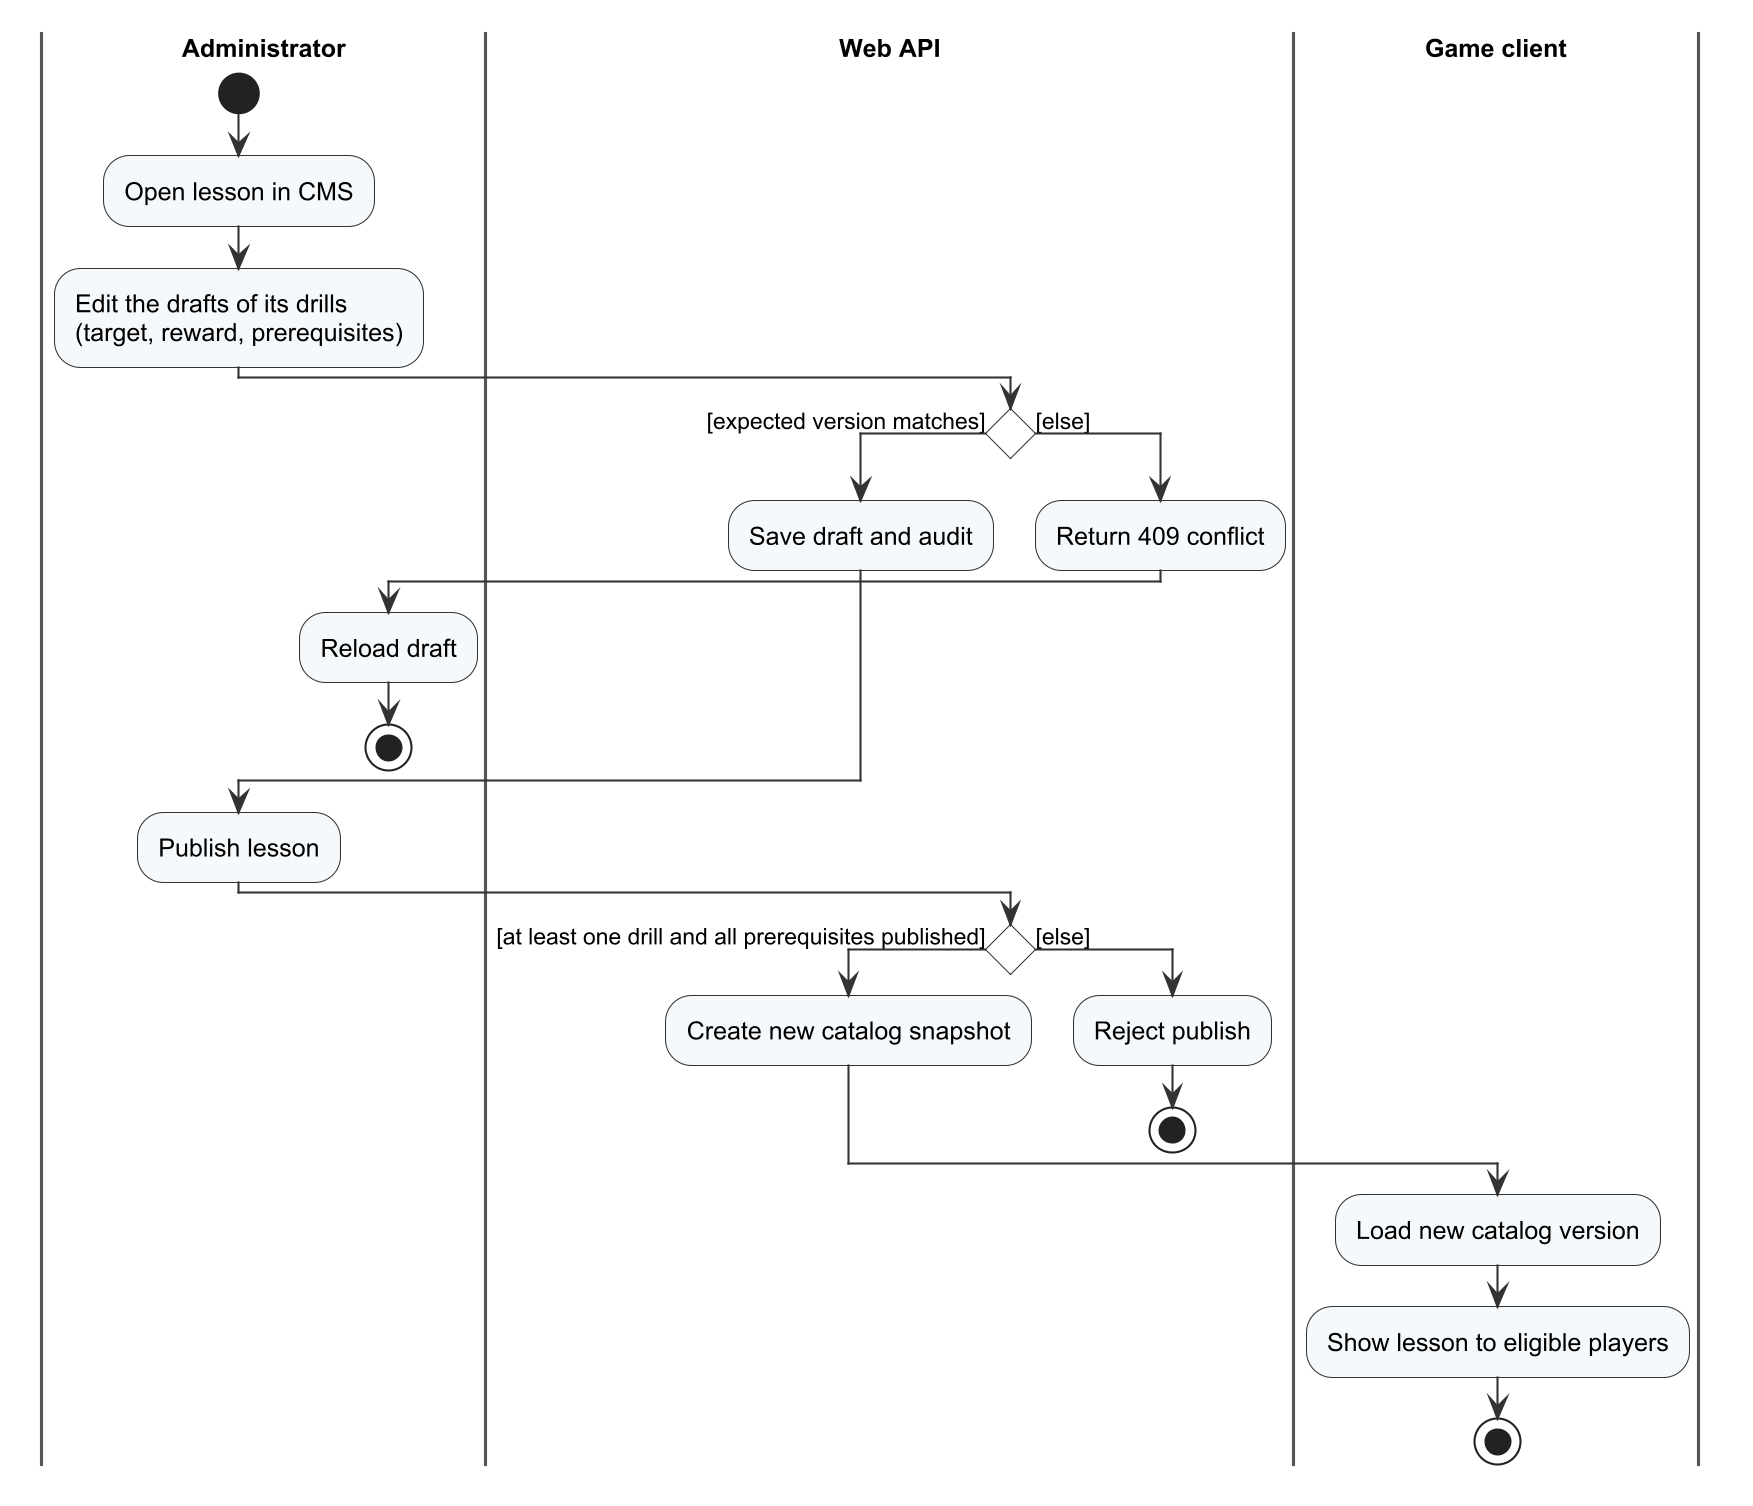 Administrator
Web API
Game client
Open lesson in CMS
Edit the drafts of its drills
(target, reward, prerequisites)
[expected version matches]
[else]
Save draft and audit
Return 409 conflict
Reload draft
Publish lesson
[at least one drill and all prerequisites published]
[else]
Create new catalog snapshot
Reject publish
Load new catalog version
Show lesson to eligible players